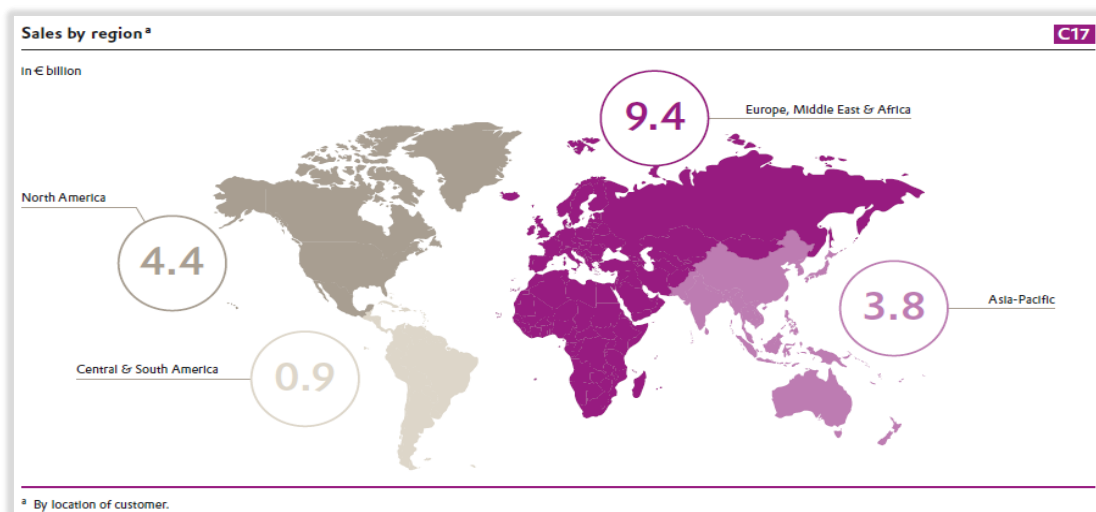 Sales by region a
C17
in € billion
9.4
Europe, Middle East & Africa
North America
4.4
3.8
Asia-Pacific
Central & South America
0.9
a By location of customer.